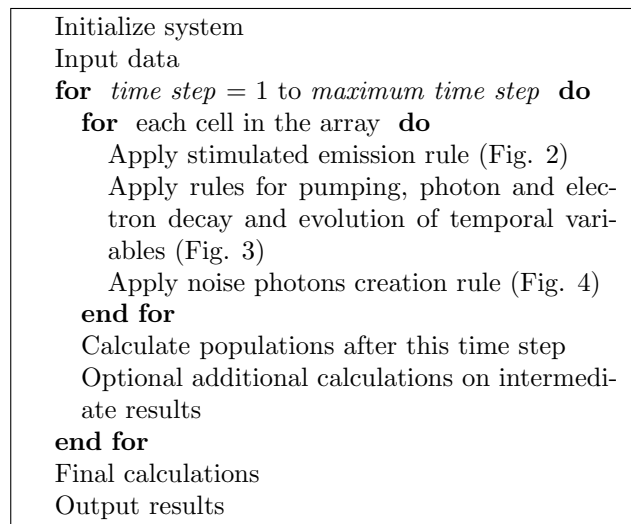 Initialize system
Input data
for time step = 1 to maximum time step do
for each cell in the array do
Apply stimulated emission rule (Fig. 2)
Apply rules for pumping, photon and elec-
tron decay and evolution of temporal vari-
ables (Fig. 3)
Apply noise photons creation rule (Fig. 4)
end for
Calculate populations after this time step
Optional additional calculations on intermedi-
ate results
end for
Final calculations
Output results